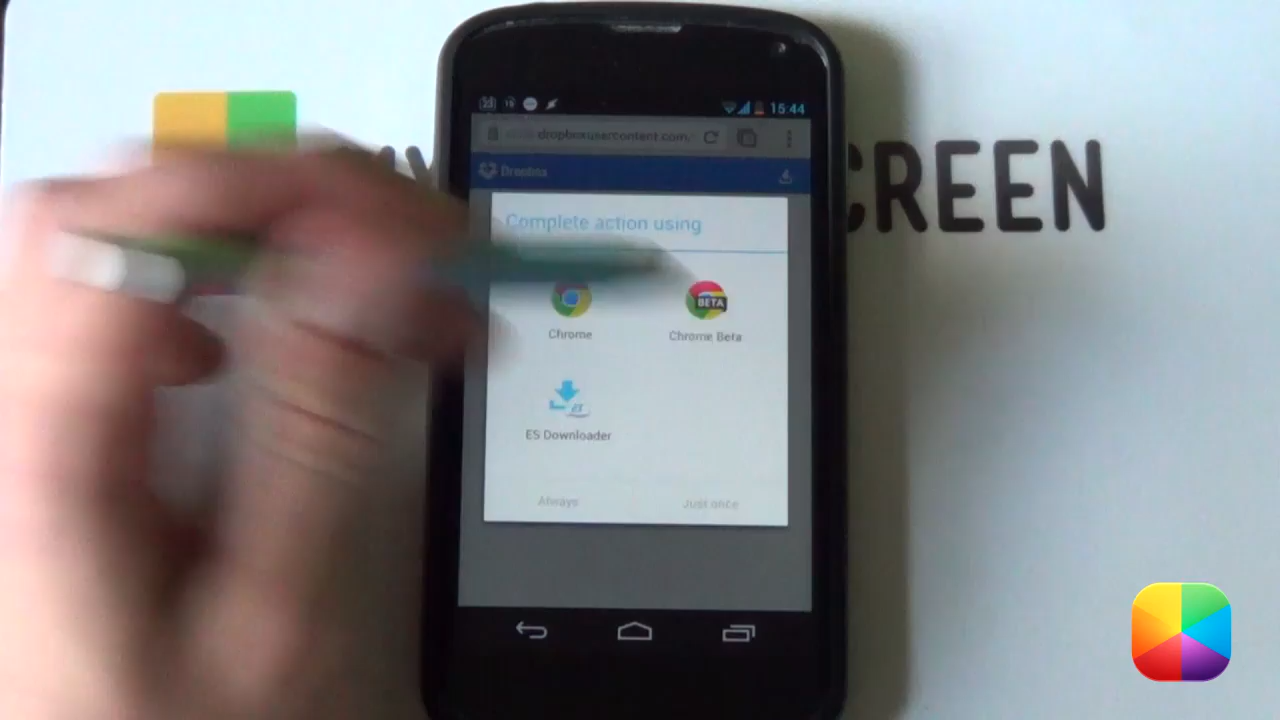 15:44
dropboxusercontent.com
Dropbox
CREEN
Complete action using
BETA
Chrome
Chrome Beta
ES Downloader
Always
Just once